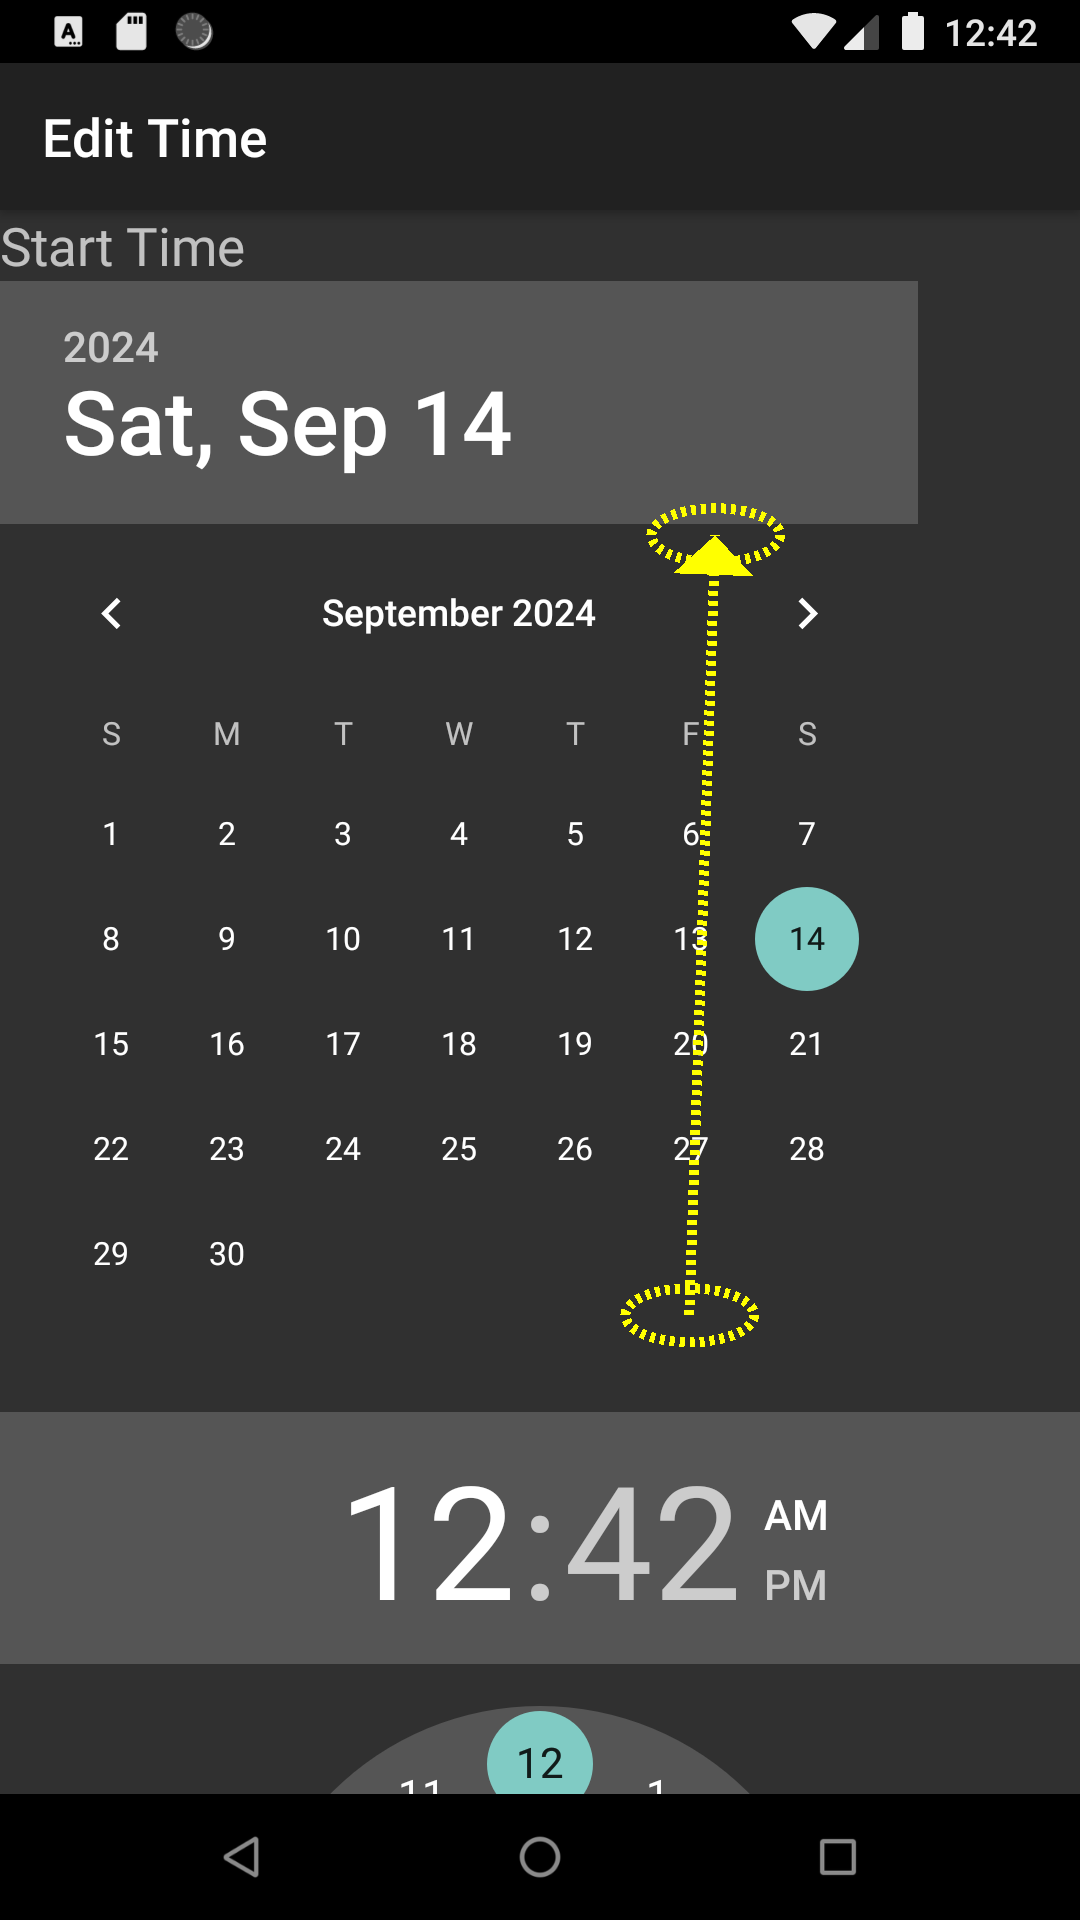 12:42
Edit Time
Start Time
2024
Sat, Sep 14
September 2024
S M T W T F S
1 2 3 4 5 6 7
8 9 10 11 12 13 14
15 16 17 18 19 20 21
22 23 24 25 26 27 28
29 30
12:42 AM
PM
11 12 1